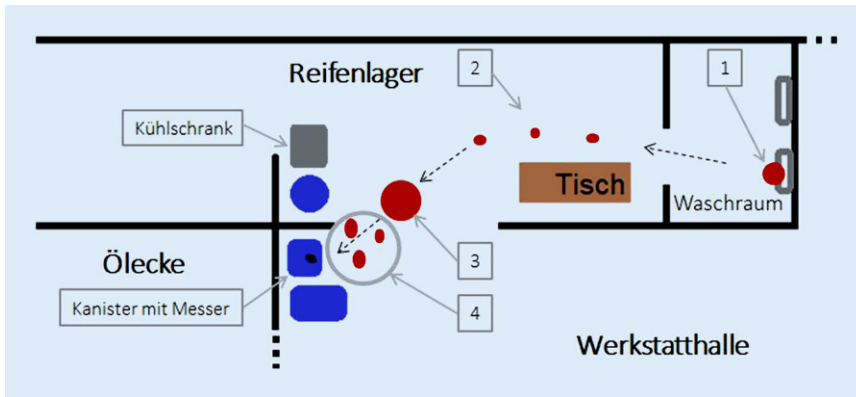 Reifenlager
2
1
Kühlschrank
Tisch
Waschraum
Ölecke
3
Kanister mit Messer
4
Werkstatthalle